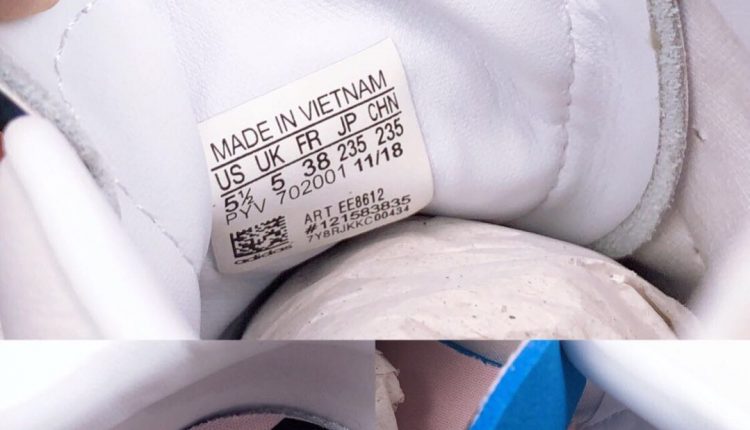 MADE IN VIETNAM
US UK FR JP CHN
5½ 5 38 235 235
PYV 702001 11/18
ART EE8612
#121583835
7Y8RJKKC00434
adidas